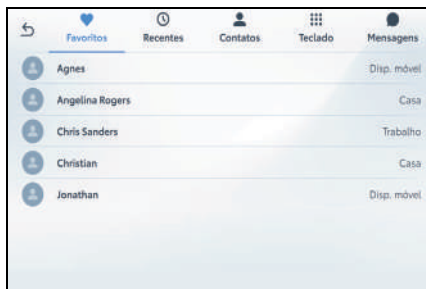 Favoritos Recentes Contatos Teclado Mensagens
Agnes Disp. móvel
Angelina Rogers Casa
Chris Sanders Trabalho
Christian Casa
Jonathan Disp. móvel